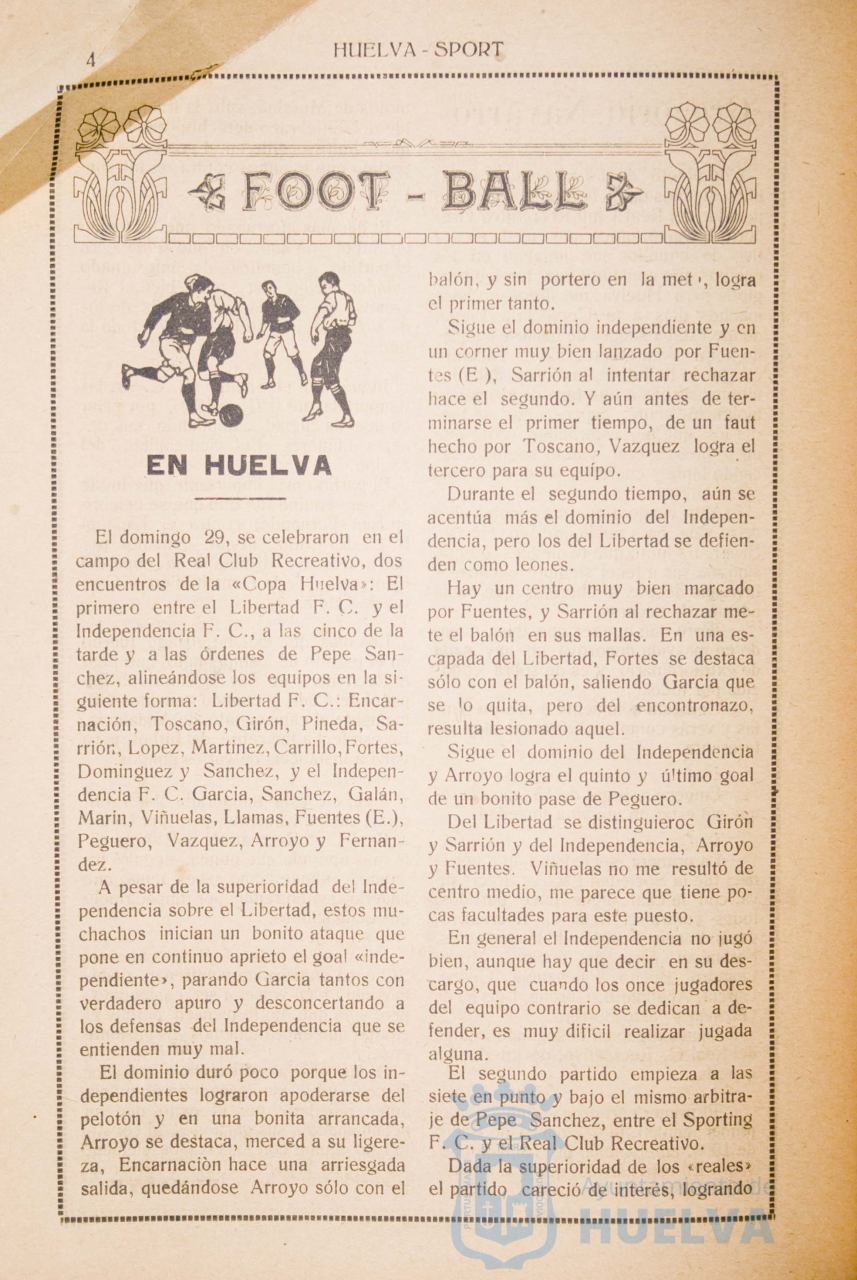 4
HUELVA - SPORT
FOOT - BALL
EN HUELVA
El domingo 29, se celebraron en el
campo del Real Club Recreativo, dos
encuentros de la «Copa Huelva»: El
primero entre el Libertad F. C. y el
Independencia F. C., a las cinco de la
tarde y a las órdenes de Pepe San-
chez, alineándose los equipos en la si-
guiente forma: Libertad F. C.: Encar-
nación, Toscano, Girón, Pineda, Sa-
rrión, Lopez, Martinez, Carrillo, Fortes,
Dominguez y Sanchez, y el Indepen-
dencia F. C. Garcia, Sanchez, Galán,
Marin, Viñuelas, Llamas, Fuentes (E.),
Peguero, Vazquez, Arroyo y Fernan-
dez.
A pesar de la superioridad del Inde-
pendencia sobre el Libertad, estos mu-
chachos inician un bonito ataque que
pone en continuo aprieto el goal «inde-
pendiente», parando Garcia tantos con
verdadero apuro y desconcertando a
los defensas del Independencia que se
entienden muy mal.
El dominio duró poco porque los in-
dependientes lograron apoderarse del
pelotón y en una bonita arrancada,
Arroyo se destaca, merced a su ligere-
za, Encarnación hace una arriesgada
salida, quedándose Arroyo sólo con el
balón, y sin portero en la met', logra
el primer tanto.
Sigue el dominio independiente y en
un corner muy bien lanzado por Fuen-
tes (E ), Sarrión al intentar rechazar
hace el segundo. Y aún antes de ter-
minarse el primer tiempo, de un faut
hecho por Toscano, Vazquez logra el
tercero para su equipo.
Durante el segundo tiempo, aún se
acentúa más el dominio del Indepen-
dencia, pero los del Libertad se defien-
den como leones.
Hay un centro muy bien marcado
por Fuentes, y Sarrión al rechazar me-
te el balón en sus mallas. En una es-
capada del Libertad, Fortes se destaca
sólo con el balón, saliendo Garcia que
se lo quita, pero del encontronazo,
resulta lesionado aquel.
Sigue el dominio del Independencia
y Arroyo logra el quinto y último goal
de un bonito pase de Peguero.
Del Libertad se distinguieroc Girón
y Sarrión y del Independencia, Arroyo
y Fuentes. Viñuelas no me resultó de
centro medio, me parece que tiene po-
cas facultades para este puesto.
En general el Independencia no jugó
bien, aunque hay que decir en su des-
cargo, que cuando los once jugadores
del equipo contrario se dedican a de-
fender, es muy dificil realizar jugada
alguna.
El segundo partido empieza a las
siete en punto y bajo el mismo arbitra-
je de Pepe Sanchez, entre el Sporting
F. C. y el Real Club Recreativo.
Dada la superioridad de los «reales»
el partido careció de interés, logrando
Ayuntamiento de
HUELVA